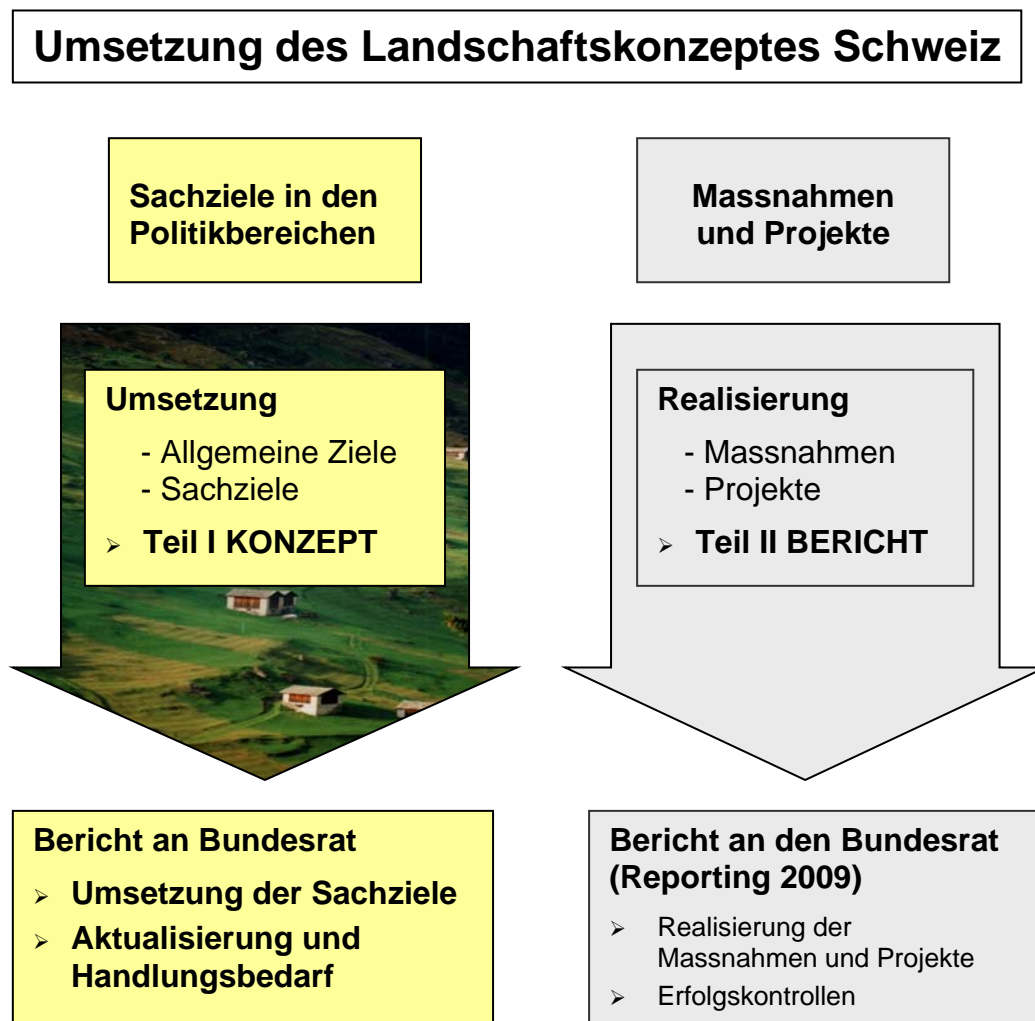 Umsetzung des Landschaftskonzeptes Schweiz
Sachziele in den
Politikbereichen
Massnahmen
und Projekte
Umsetzung
- Allgemeine Ziele
- Sachziele
➢ Teil I KONZEPT
Realisierung
- Massnahmen
- Projekte
➢ Teil II BERICHT
Bericht an Bundesrat
➢ Umsetzung der Sachziele
➢ Aktualisierung und
Handlungsbedarf
Bericht an den Bundesrat
(Reporting 2009)
➢ Realisierung der
Massnahmen und Projekte
➢ Erfolgskontrollen